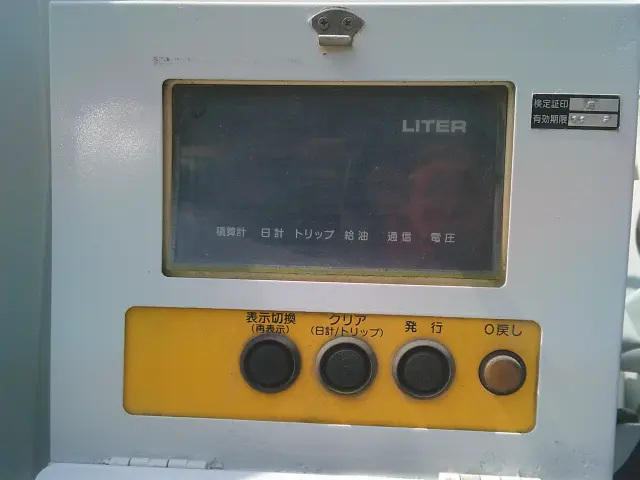 検定証印
有効期限
LITER
積算計 日計 トリップ 給油 通信 電圧
表示切換 クリア 発行 0戻し
(再表示) (日計/トリップ)